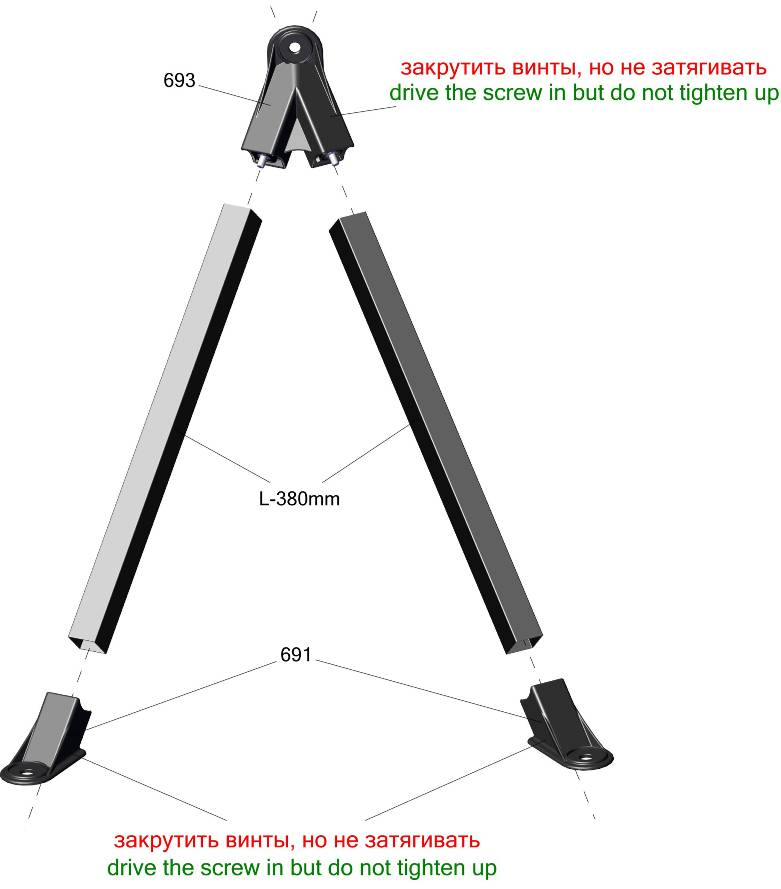 693
закрутить винты, но не затягивать
drive the screw in but do not tighten up
L-380mm
691
закрутить винты, но не затягивать
drive the screw in but do not tighten up